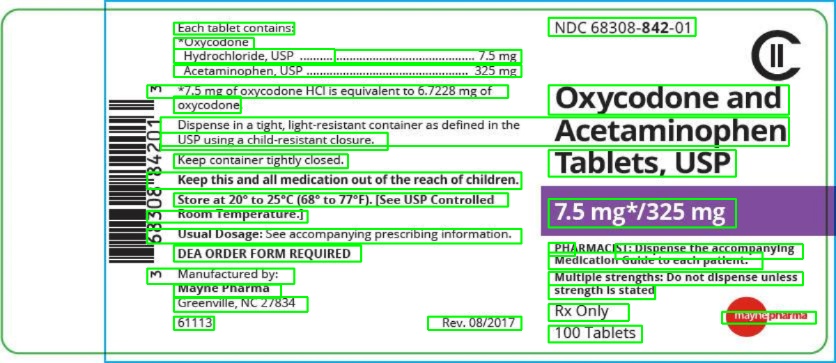 Each tablet contains:
*Oxycodone
Hydrochloride, USP ................................................ 7.5 mg
Acetaminophen, USP ............................................... 325 mg
*7.5 mg of oxycodone HCl is equivalent to 6.7228 mg of
oxycodone
Dispense in a tight, light-resistant container as defined in the
USP using a child-resistant closure.
Keep container tightly closed.
Keep this and all medication out of the reach of children.
Store at 20° to 25°C (68° to 77°F). [See USP Controlled
Room Temperature.]
Usual Dosage: See accompanying prescribing information.
DEA ORDER FORM REQUIRED
Manufactured by:
Mayne Pharma
Greenville, NC 27834
61113
Rev. 08/2017
3
68308 84201
3
NDC 68308-842-01
CII
Oxycodone and
Acetaminophen
Tablets, USP
7.5 mg*/325 mg
PHARMACIST: Dispense the accompanying
Medication Guide to each patient.
Multiple strengths: Do not dispense unless
strength is stated
Rx Only
100 Tablets
maynepharma